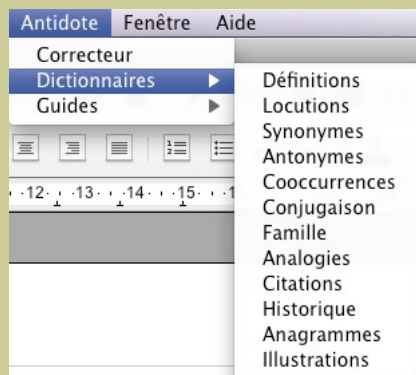 Antidote Fenêtre Aide
Correcteur
Dictionnaires
Guides
Définitions
Locutions
Synonymes
Antonymes
Cooccurrences
Conjugaison
Famille
Analogies
Citations
Historique
Anagrammes
Illustrations
12 13 14 15 1